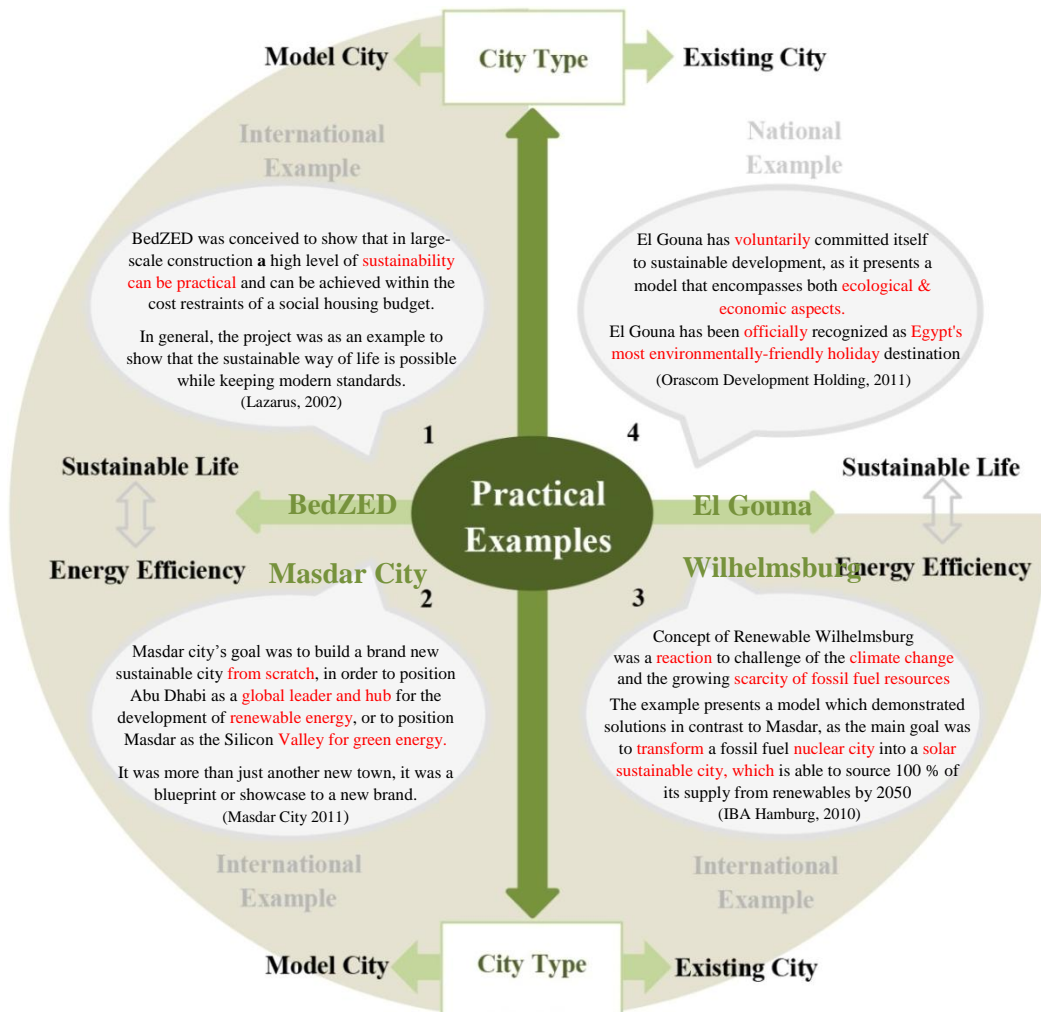 Model City
City Type
Existing City
International
Example
National
Example
BedZED was conceived to show that in large-
scale construction a high level of sustainability
can be practical and can be achieved within the
cost restraints of a social housing budget.
In general, the project was as an example to
show that the sustainable way of life is possible
while keeping modern standards.
(Lazarus, 2002)
El Gouna has voluntarily committed itself
to sustainable development, as it presents a
model that encompasses both ecological &
economic aspects.
El Gouna has been officially recognized as Egypt's
most environmentally-friendly holiday destination
(Orascom Development Holding, 2011)
1
4
Sustainable Life
Sustainable Life
BedZED
Practical
Examples
El Gouna
Energy Efficiency
Masdar City
Wilhelmsburg
Energy Efficiency
2
3
Masdar city’s goal was to build a brand new
sustainable city from scratch, in order to position
Abu Dhabi as a global leader and hub for the
development of renewable energy, or to position
Masdar as the Silicon Valley for green energy.
It was more than just another new town, it was a
blueprint or showcase to a new brand.
(Masdar City 2011)
Concept of Renewable Wilhelmsburg
was a reaction to challenge of the climate change
and the growing scarcity of fossil fuel resources
The example presents a model which demonstrated
solutions in contrast to Masdar, as the main goal was
to transform a fossil fuel nuclear city into a solar
sustainable city, which is able to source 100 % of
its supply from renewables by 2050
(IBA Hamburg, 2010)
International
Example
International
Example
Model City
City Type
Existing City